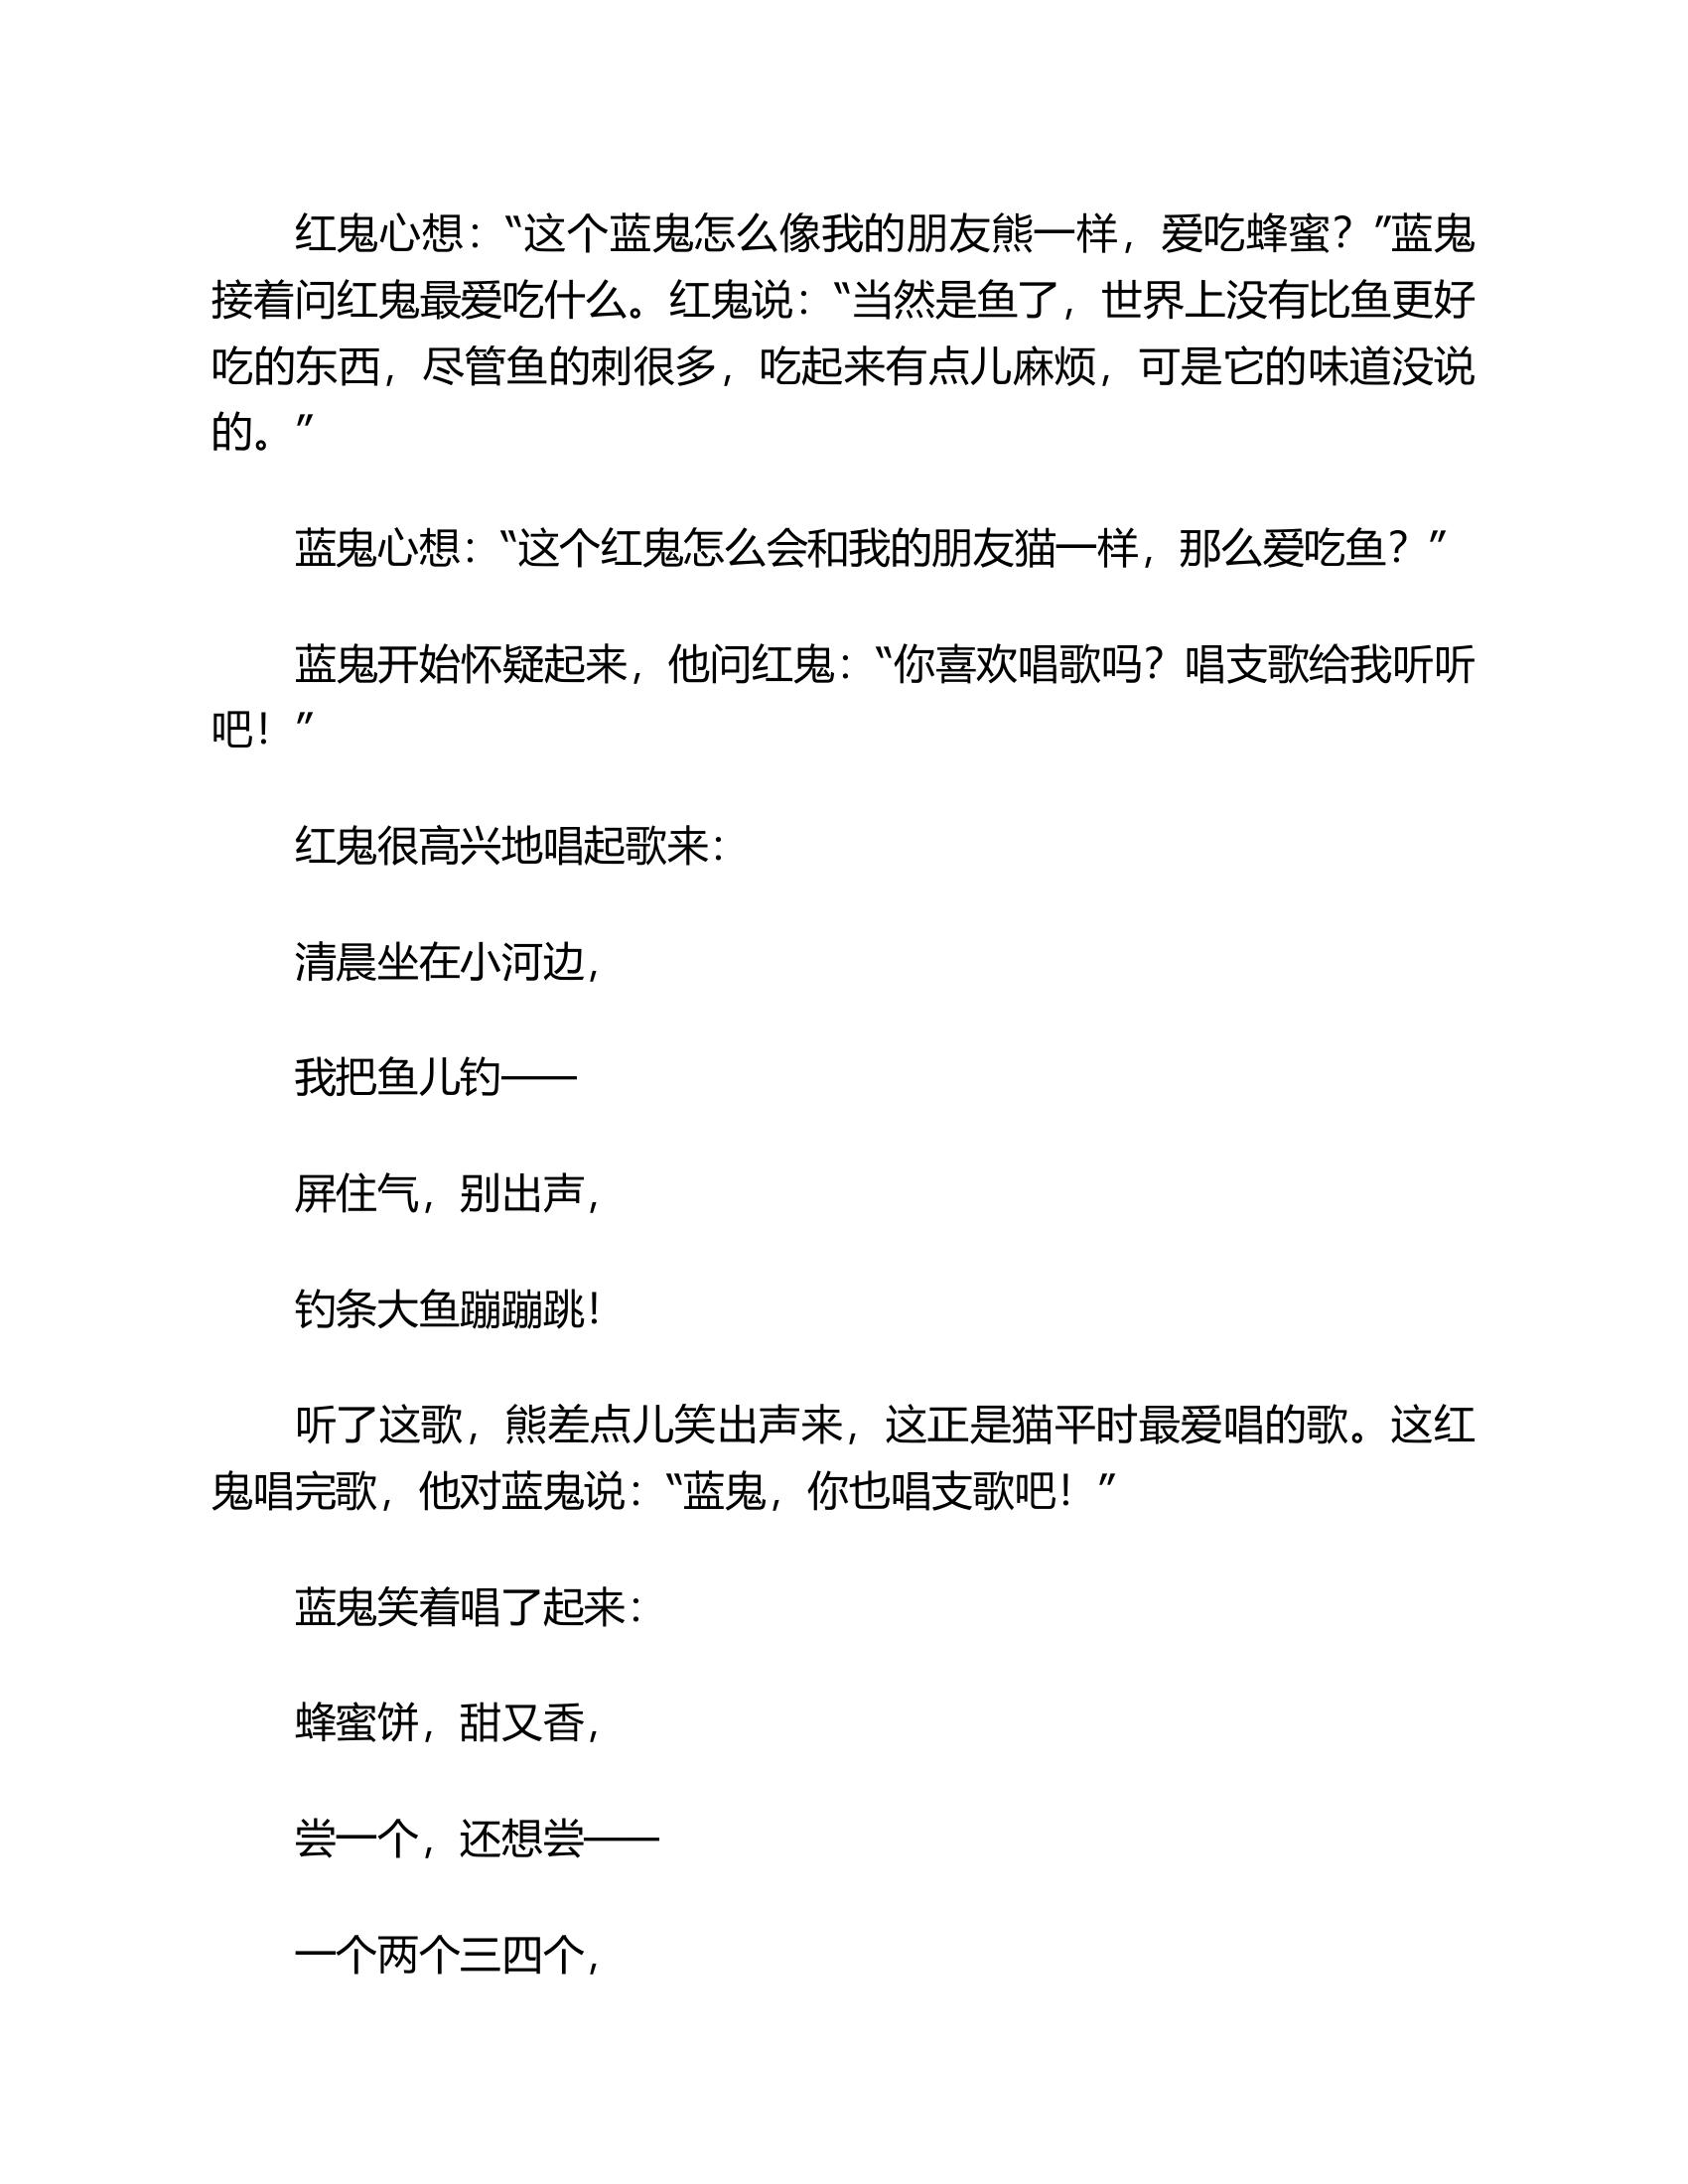 红鬼心想：“这个蓝鬼怎么像我的朋友熊一样，爱吃蜂蜜？”蓝鬼
接着问红鬼最爱吃什么。红鬼说：“当然是鱼了，世界上没有比鱼更好
吃的东西，尽管鱼的刺很多，吃起来有点儿麻烦，可是它的味道没说
的。”
蓝鬼心想：“这个红鬼怎么会和我的朋友猫一样，那么爱吃鱼？”
蓝鬼开始怀疑起来，他问红鬼：“你喜欢唱歌吗？唱支歌给我听听
吧！”
红鬼很高兴地唱起歌来：
清晨坐在小河边，
我把鱼儿钓——
屏住气，别出声，
钓条大鱼蹦蹦跳！
听了这歌，熊差点儿笑出声来，这正是猫平时最爱唱的歌。这红
鬼唱完歌，他对蓝鬼说：“蓝鬼，你也唱支歌吧！”
蓝鬼笑着唱了起来：
蜂蜜饼，甜又香，
尝一个，还想尝——
一个两个三四个，